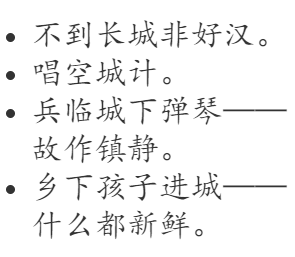 • 不到长城非好汉。
• 唱空城计。
• 兵临城下弹琴——
故作镇静。
• 乡下孩子进城——
什么都新鲜。